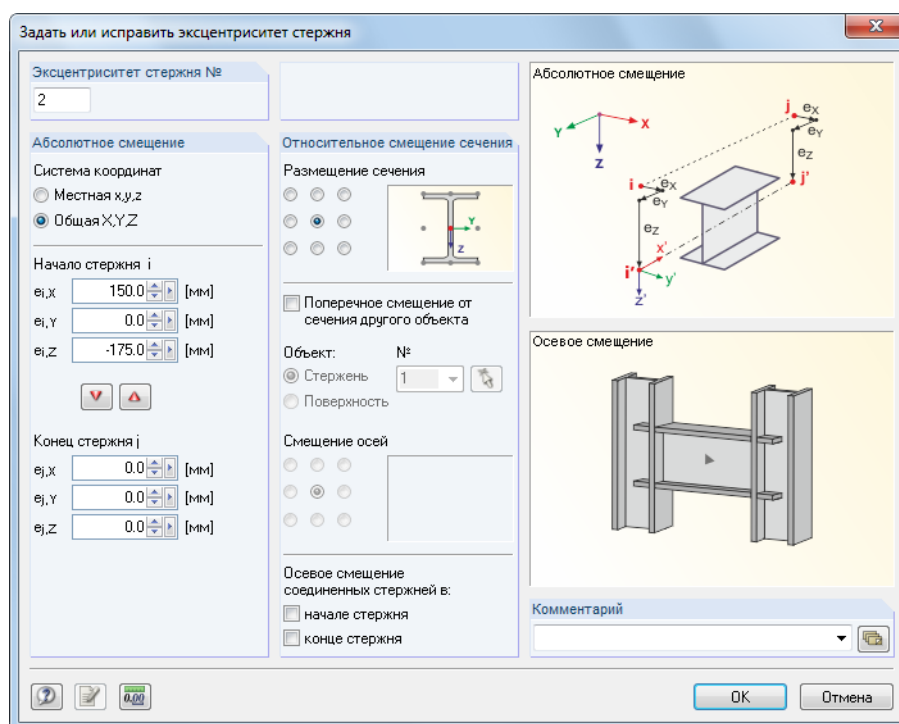 Задать или исправить эксцентриситет стержня
Эксцентриситет стержня №
2
Абсолютное смещение
Система координат
Местная x,y,z
Общая X,Y,Z
Начало стержня i
ei,X 150.0 [мм]
ei,Y 0.0 [мм]
ei,Z -175.0 [мм]
Конец стержня j
ej,X 0.0 [мм]
ej,Y 0.0 [мм]
ej,Z 0.0 [мм]
Относительное смещение сечения
Размещение сечения
Y
Z
Поперечное смещение от
сечения другого объекта
Объект: №
Стержень 1
Поверхность
Смещение осей
Осевое смещение
соединенных стержней в:
начале стержня
конце стержня
Абсолютное смещение
X
Y
Z
j eX
eY
eZ
j'
i eX
eY
eZ
x'
i' y'
z'
Осевое смещение
Комментарий
0.00
OK Отмена